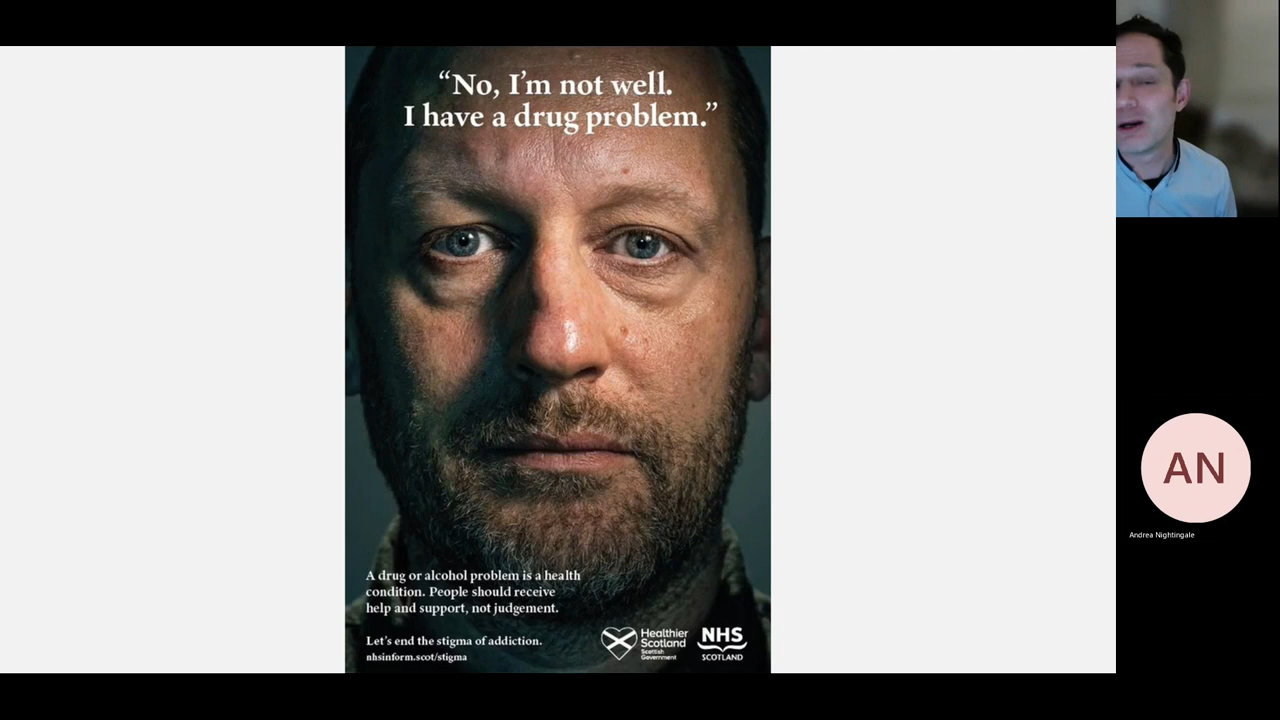 “No, I’m not well.
I have a drug problem.”
A drug or alcohol problem is a health
condition. People should receive
help and support, not judgement.
Let’s end the stigma of addiction.
nhsinform.scot/stigma
Healthier
Scotland
Scottish
Government
NHS
SCOTLAND
AN
Andrea Nightingale